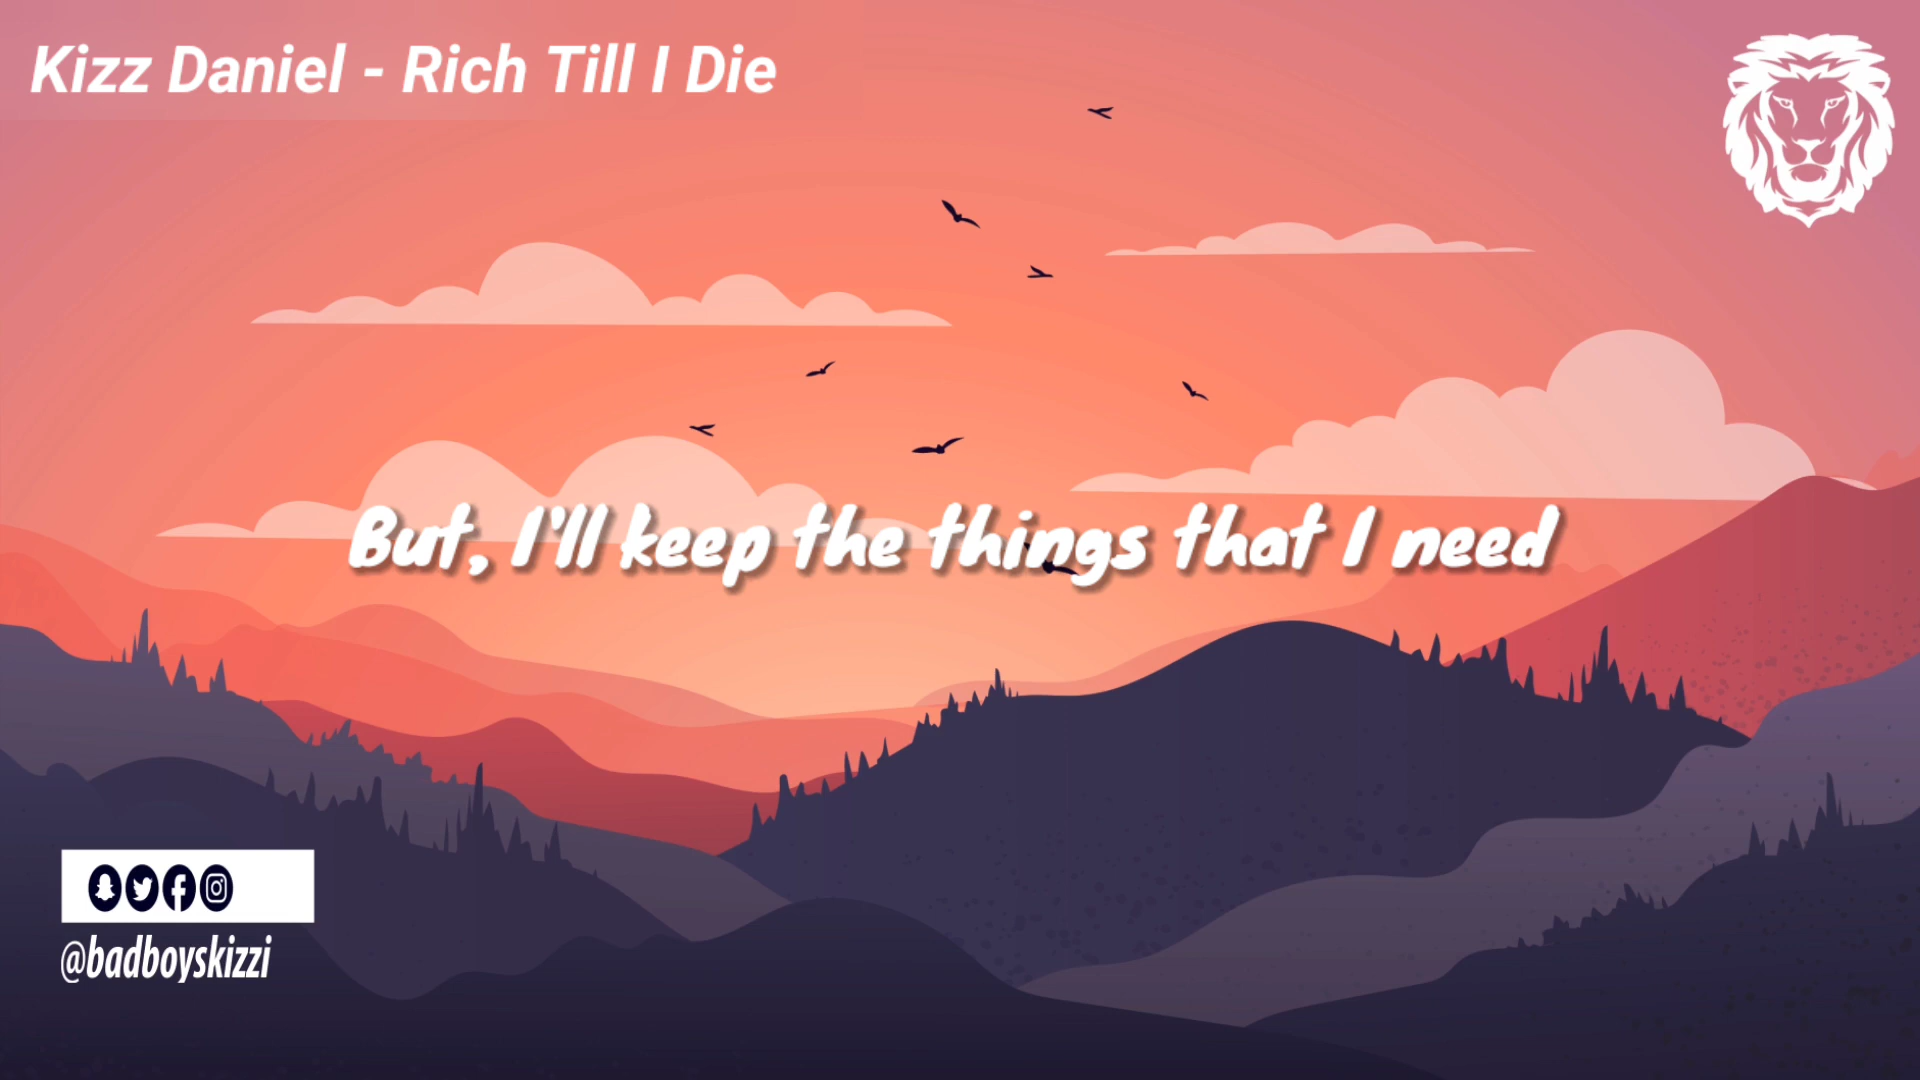 Kizz Daniel - Rich Till I Die
But, I'll keep the things that I need
@badboyskizzi